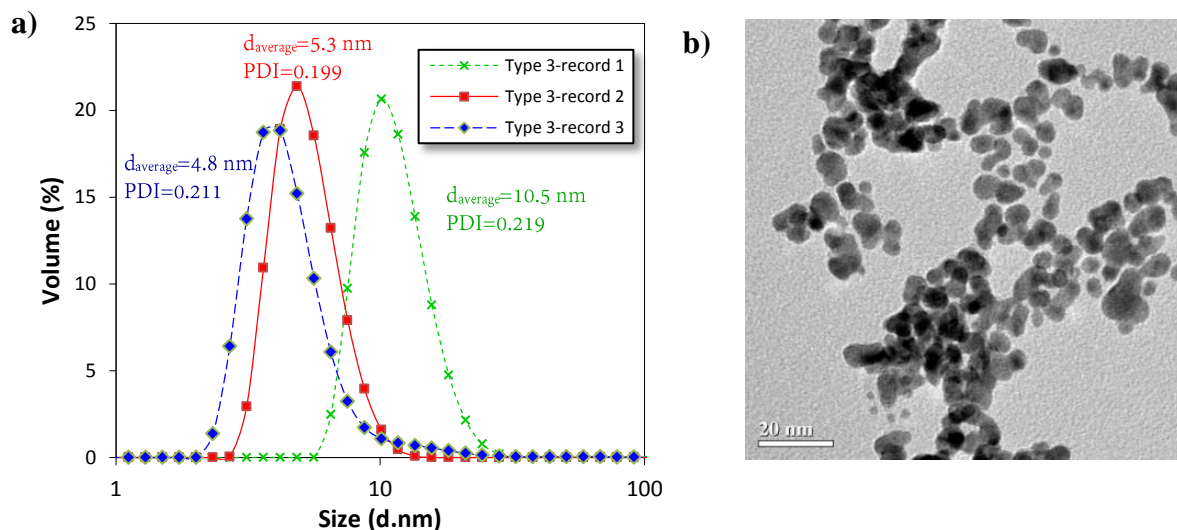 a)
25
20
15
10
5
0
Volume (%)
1
10
100
Size (d.nm)
daverage=5.3 nm
PDI=0.199
daverage=4.8 nm
PDI=0.211
daverage=10.5 nm
PDI=0.219
Type 3-record 1
Type 3-record 2
Type 3-record 3
b)
20 nm